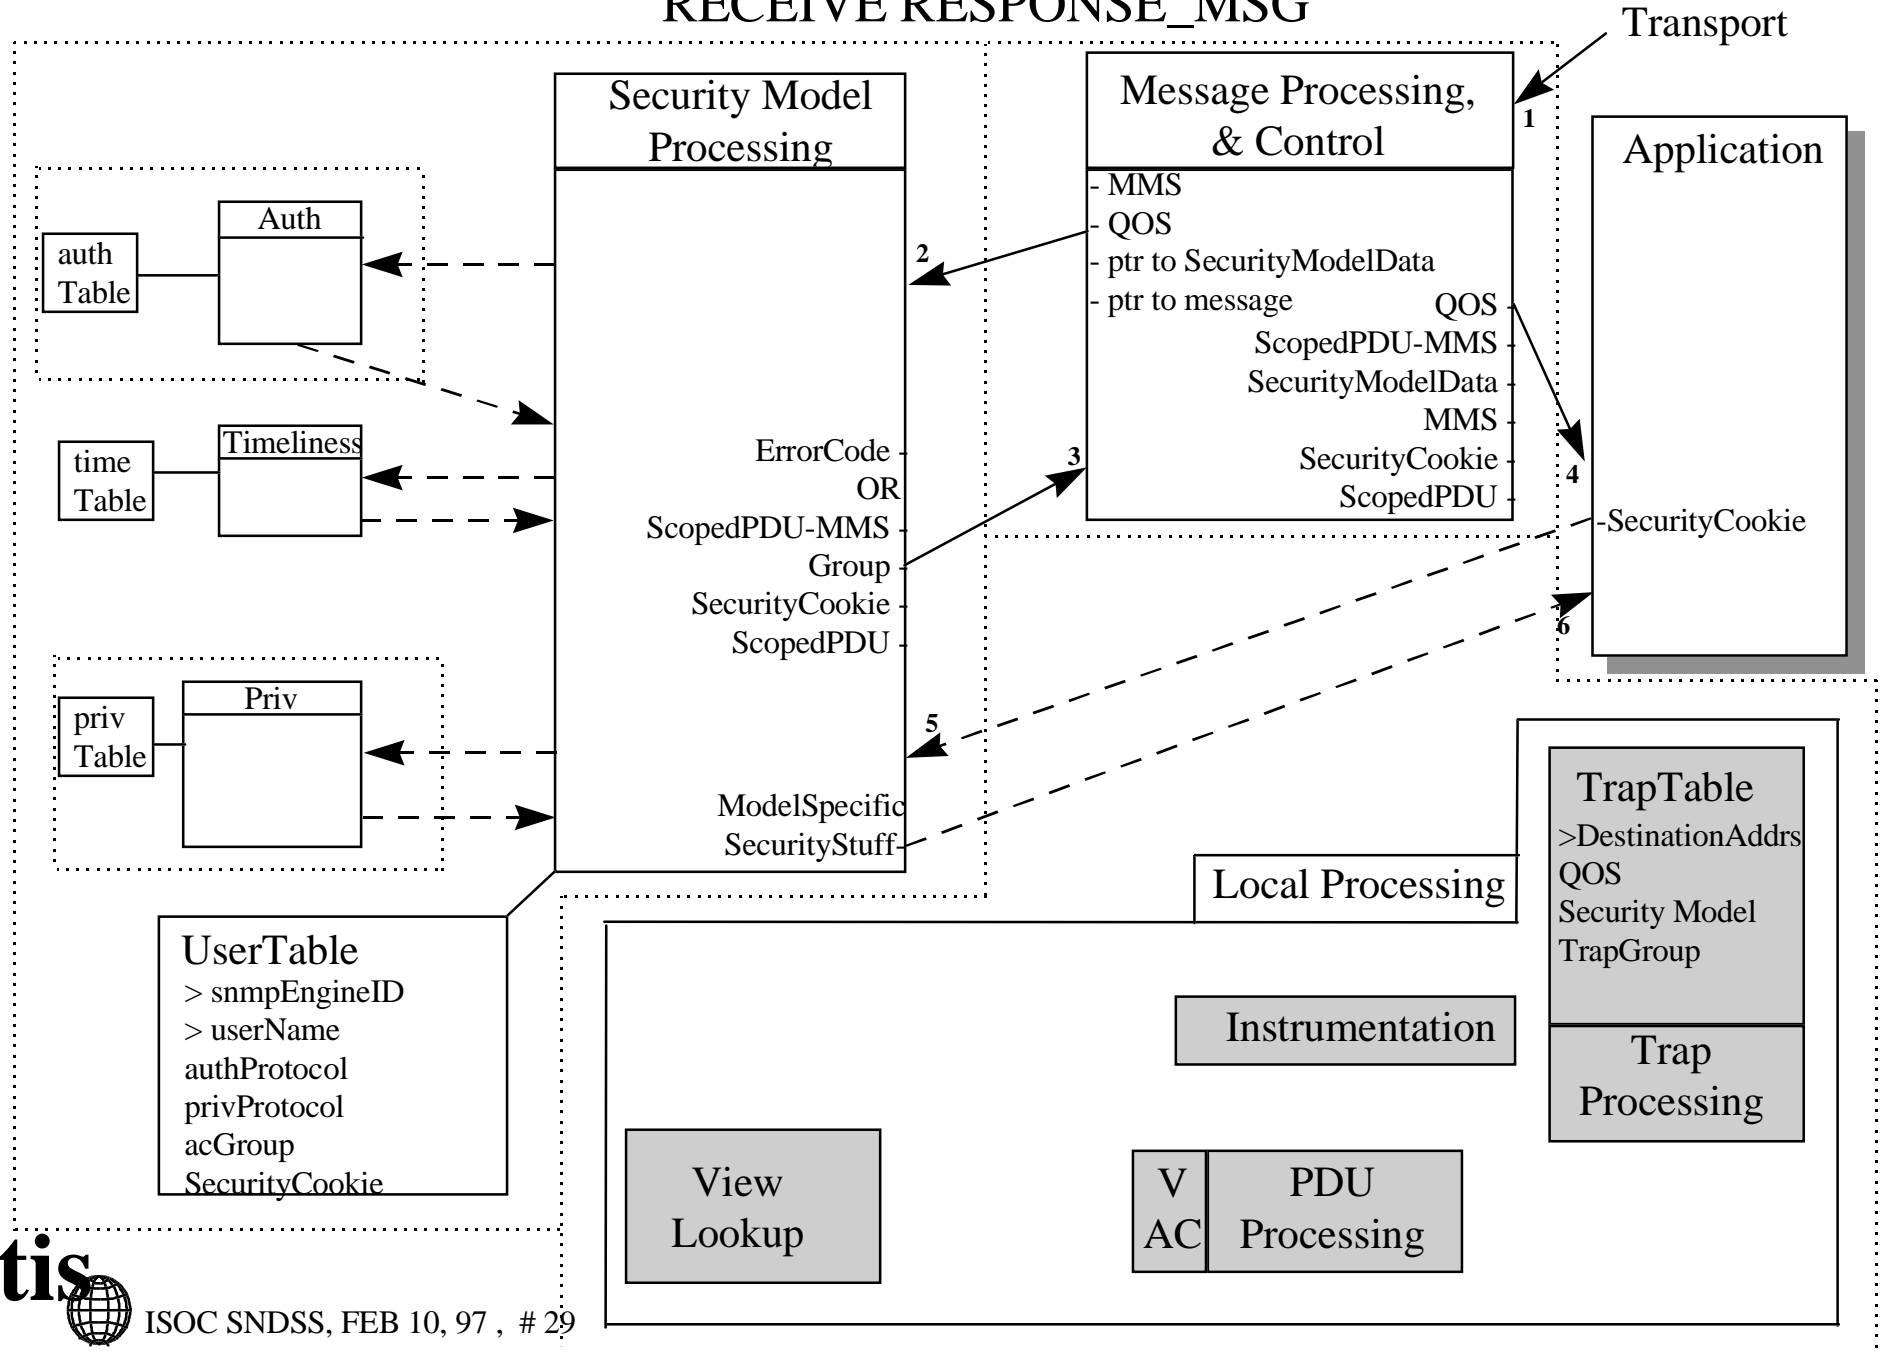 RECEIVE RESPONSE_MSG
Transport
Security Model
Processing
Message Processing,
& Control
1
Application
Auth
auth
Table
- MMS
- QOS
- ptr to SecurityModelData
- ptr to message
2
QOS -
ScopedPDU-MMS -
SecurityModelData -
MMS -
SecurityCookie -
ScopedPDU -
3
4
-SecurityCookie
Timeliness
time
Table
ErrorCode -
OR
ScopedPDU-MMS -
Group -
SecurityCookie -
ScopedPDU -
6
Priv
priv
Table
5
ModelSpecific
SecurityStuff-
TrapTable
>DestinationAddrs
QOS
Security Model
TrapGroup
Local Processing
UserTable
> snmpEngineID
> userName
authProtocol
privProtocol
acGroup
SecurityCookie
Instrumentation
Trap
Processing
View
Lookup
V
AC
PDU
Processing
tis
ISOC SNDSS, FEB 10, 97 , # 29